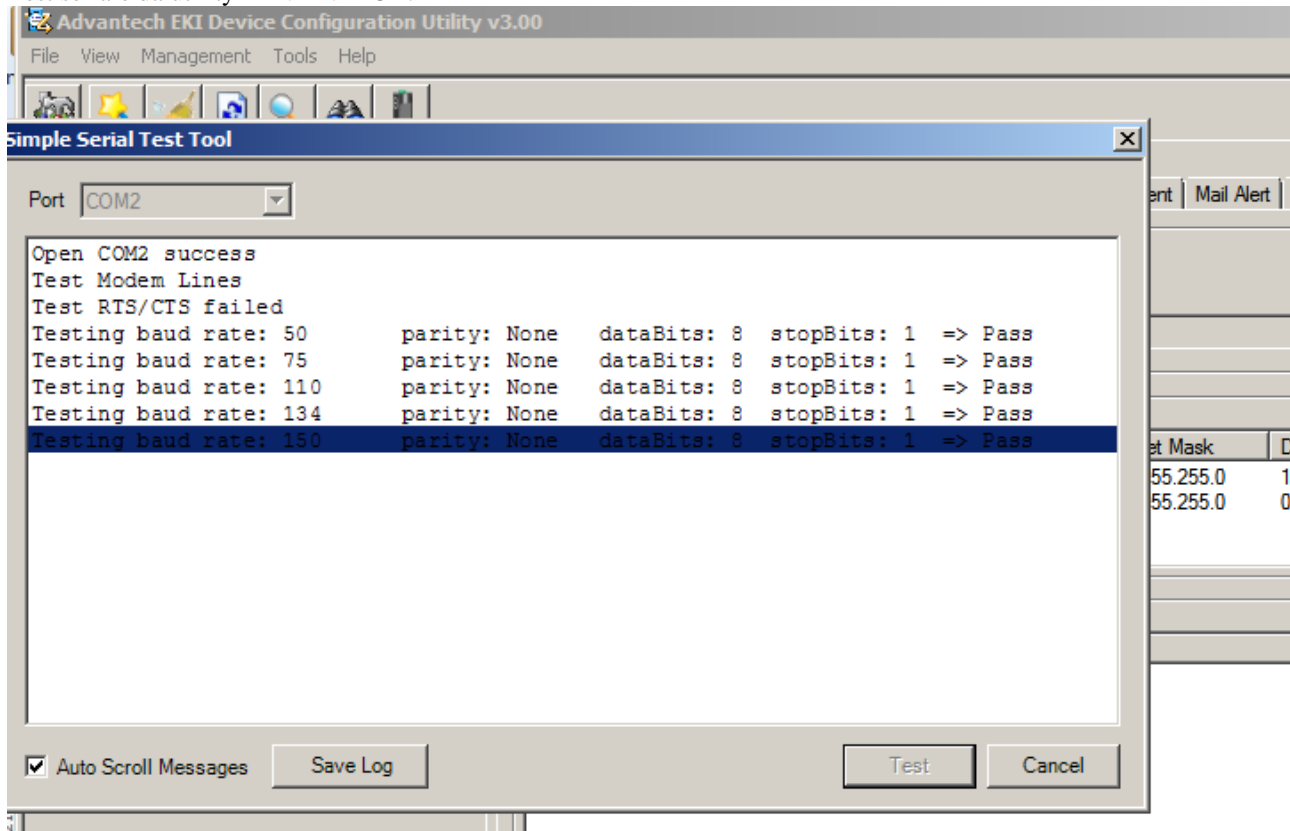 Advantech EKI Device Configuration Utility v3.00
File View Management Tools Help
Simple Serial Test Tool
Port COM2
Mail Alert
Open COM2 success
Test Modem Lines
Test RTS/CTS failed
Testing baud rate: 50 parity: None dataBits: 8 stopBits: 1 => Pass
Testing baud rate: 75 parity: None dataBits: 8 stopBits: 1 => Pass
Testing baud rate: 110 parity: None dataBits: 8 stopBits: 1 => Pass
Testing baud rate: 134 parity: None dataBits: 8 stopBits: 1 => Pass
Testing baud rate: 150 parity: None dataBits: 8 stopBits: 1 => Pass
et Mask D
55.255.0 1
55.255.0 0
Auto Scroll Messages Save Log Test Cancel